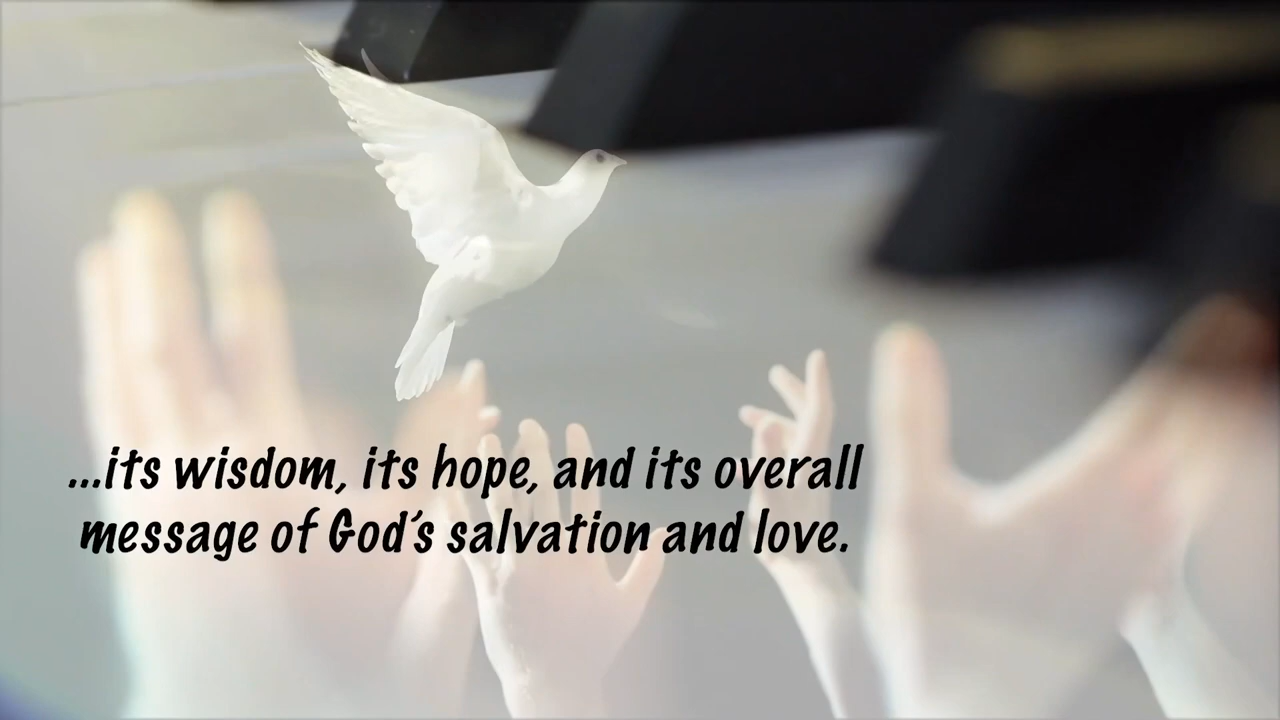 ...its wisdom, its hope, and its overall
message of God's salvation and love.